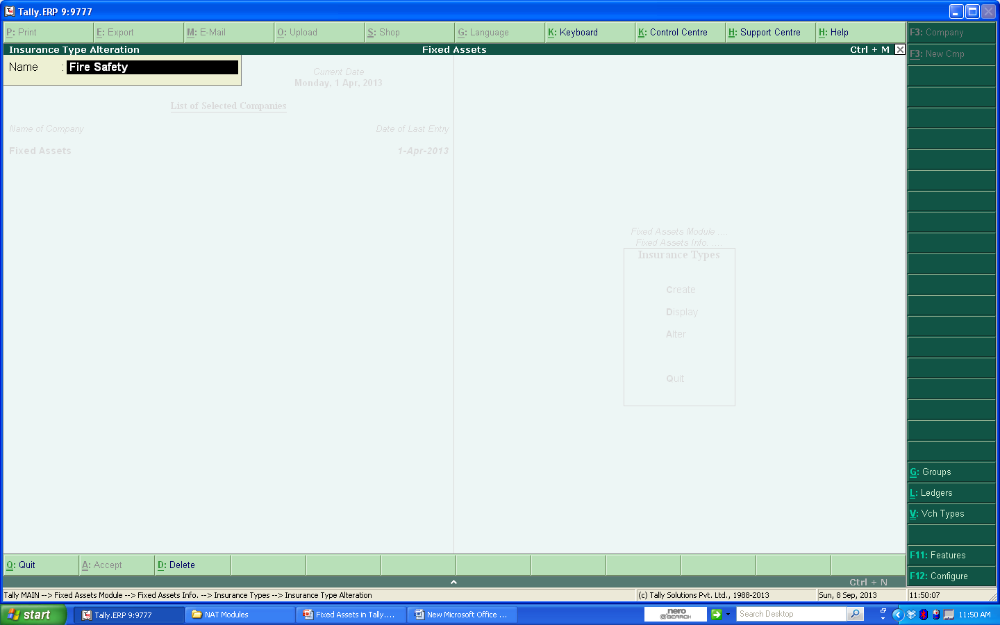 Tally.ERP 9:9777
P: Print
E: Export
M: E-Mail
O: Upload
S: Shop
G: Language
K: Keyboard
K: Control Centre
H: Support Centre
H: Help
F3: Company
F3: New Cmp
Insurance Type Alteration
Fixed Assets
Ctrl + M
Name : Fire Safety
Current Date
Monday, 1 Apr, 2013
List of Selected Companies
Name of Company
Date of Last Entry
Fixed Assets
1-Apr-2013
Fixed Assets Module ....
Fixed Assets Info. .....
Insurance Types
Create
Display
Alter
Quit
G: Groups
L: Ledgers
V: Vch Types
F11: Features
F12: Configure
Q: Quit
A: Accept
D: Delete
Ctrl + N
Tally MAIN --> Fixed Assets Module --> Fixed Assets Info. --> Insurance Types --> Insurance Type Alteration
(c) Tally Solutions Pvt. Ltd., 1988-2013
Sun, 8 Sep, 2013
11:50:07
start
Tally.ERP 9:9777
NAT Modules
Fixed Assets in Tally....
New Microsoft Office ...
nero
@SEARCH
Search Desktop
11:50 AM